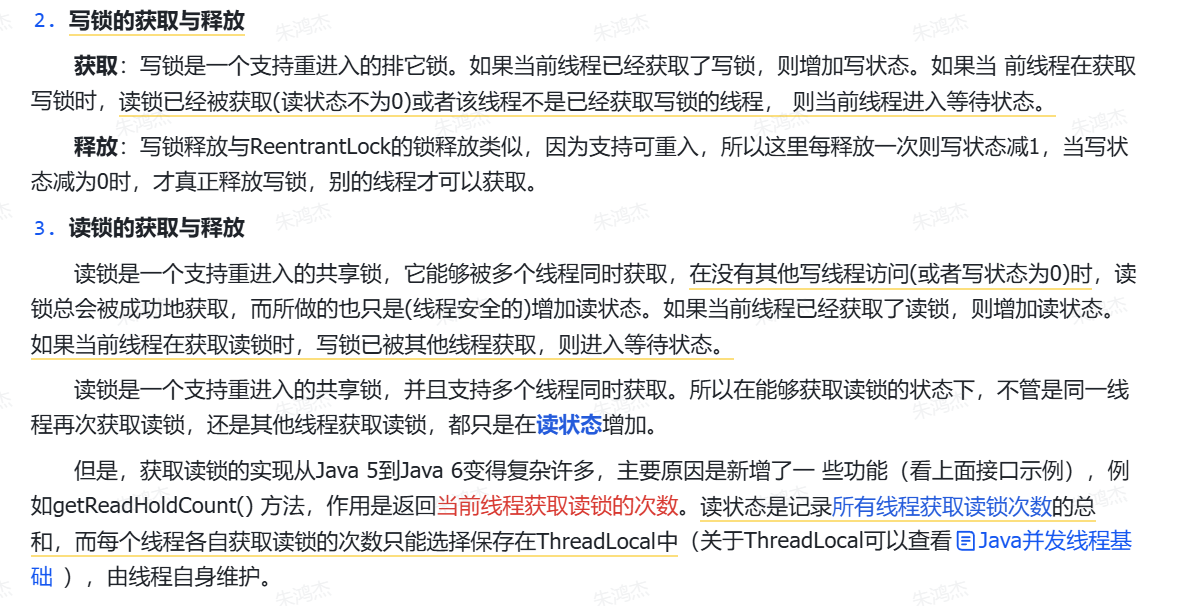 2. 写锁的获取与释放
获取：写锁是一个支持重进入的排它锁。如果当前线程已经获取了写锁，则增加写状态。如果当 前线程在获取
写锁时，读锁已经被获取(读状态不为0)或者该线程不是已经获取写锁的线程， 则当前线程进入等待状态。
释放：写锁释放与ReentrantLock的锁释放类似，因为支持可重入，所以这里每释放一次则写状态减1，当写状
态减为0时，才真正释放写锁，别的线程才可以获取。
3. 读锁的获取与释放
读锁是一个支持重进入的共享锁，它能够被多个线程同时获取，在没有其他写线程访问(或者写状态为0)时，读
锁总会被成功地获取，而所做的也只是(线程安全的)增加读状态。如果当前线程已经获取了读锁，则增加读状态。
如果当前线程在获取读锁时，写锁已被其他线程获取，则进入等待状态。
读锁是一个支持重进入的共享锁，并且支持多个线程同时获取。所以在能够获取读锁的状态下，不管是同一线
程再次获取读锁，还是其他线程获取读锁，都只是在读状态增加。
但是，获取读锁的实现从Java 5到Java 6变得复杂许多，主要原因是新增了一 些功能（看上面接口示例），例
如getReadHoldCount() 方法，作用是返回当前线程获取读锁的次数。读状态是记录所有线程获取读锁次数的总
和，而每个线程各自获取读锁的次数只能选择保存在ThreadLocal中（关于ThreadLocal可以查看 Java并发线程基
础 ），由线程自身维护。
朱鸿杰